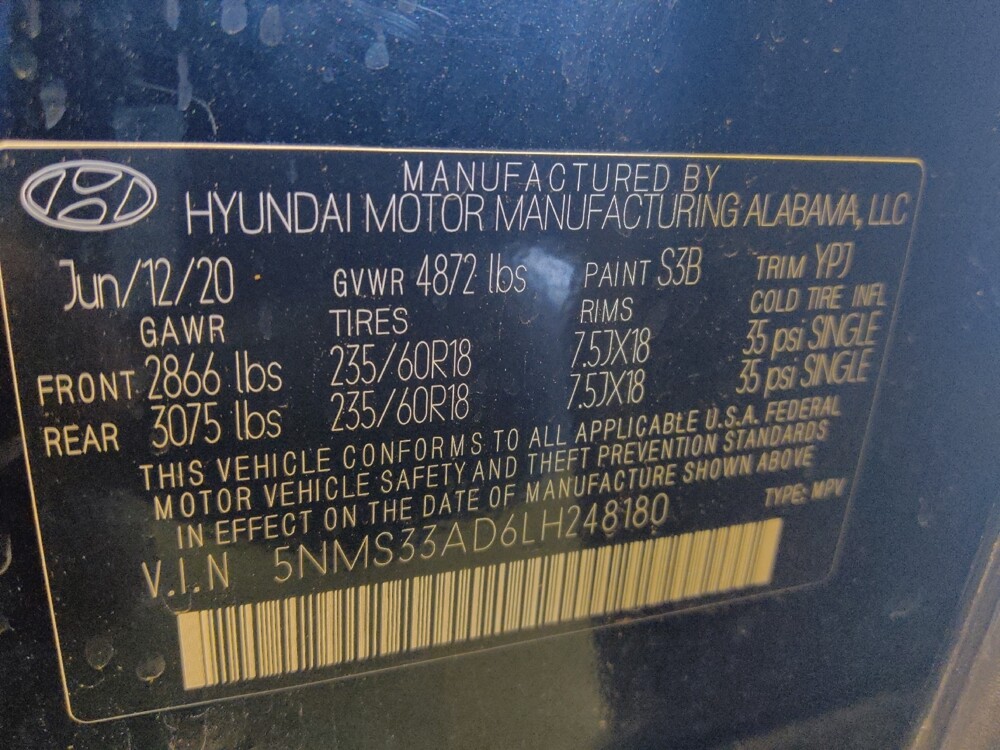 MANUFACTURED BY
HYUNDAI MOTOR MANUFACTURING ALABAMA, LLC
Jun/12/20 GVWR 4872 lbs PAINT S3B TRIM YPJ
GAWR TIRES RIMS COLD TIRE INFL
FRONT 2866 lbs 235/60R18 7.5JX18 35 psi SINGLE
REAR 3075 lbs 235/60R18 7.5JX18 35 psi SINGLE
THIS VEHICLE CONFORMS TO ALL APPLICABLE U.S.A. FEDERAL
MOTOR VEHICLE SAFETY AND THEFT PREVENTION STANDARDS
IN EFFECT ON THE DATE OF MANUFACTURE SHOWN ABOVE
V.I.N 5NMS33AD6LH248180 TYPE: MPV